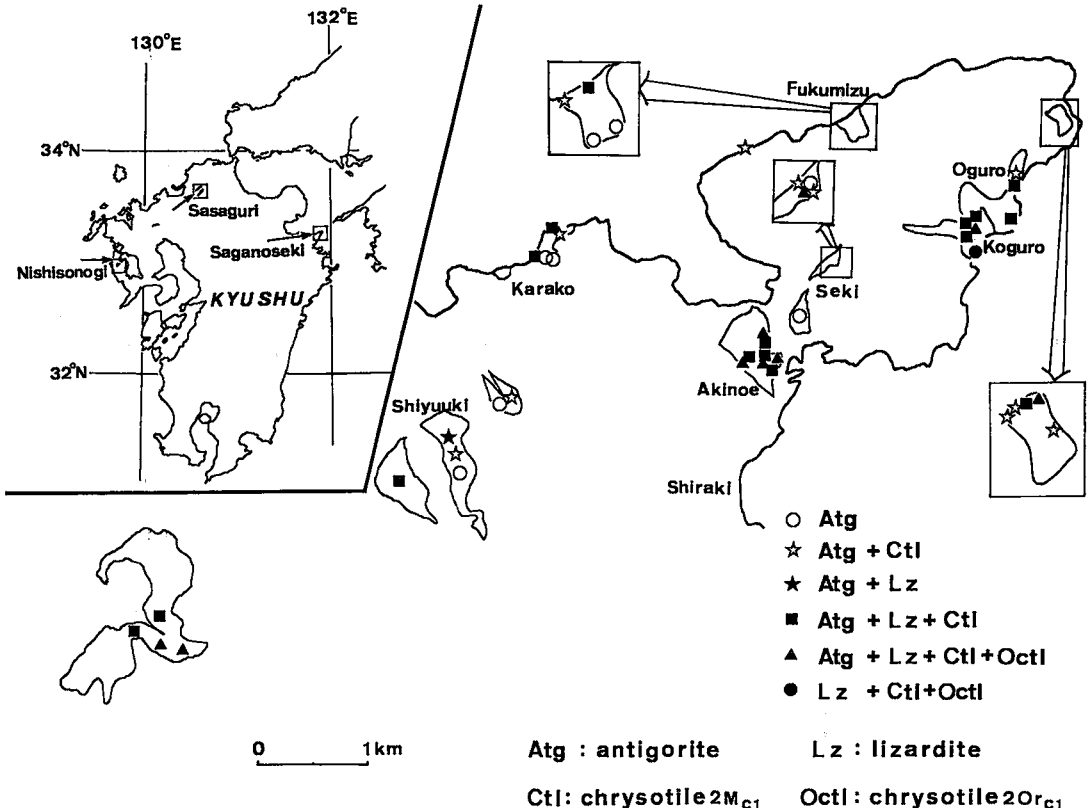 132°E
130°E
34°N
Sasaguri
Saganoseki
Nishisonogi
KYUSHU
32°N
Fukumizu
Oguro
Koguro
Karako
Seki
Akinoe
Shiyuuki
Shiraki
Atg
Atg + Ctl
Atg + Lz
Atg + Lz + Ctl
Atg + Lz + Ctl + Octl
Lz + Ctl + Octl
0 1km
Atg : antigorite Lz : lizardite
Ctl: chrysotile 2M_C1 Octl: chrysotile 2Or_C1